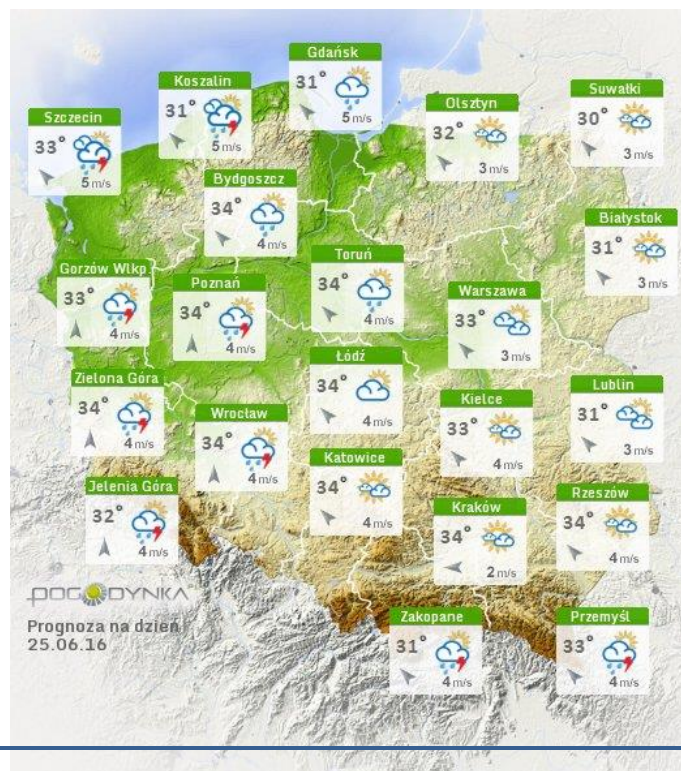 Gdańsk
31°
5 m/s
Koszalin
31°
5 m/s
Szczecin
33°
5 m/s
Olsztyn
32°
3 m/s
Suwałki
30°
3 m/s
Bydgoszcz
34°
4 m/s
Białystok
31°
3 m/s
Toruń
34°
4 m/s
Gorzów Wlkp
33°
4 m/s
Poznań
34°
4 m/s
Warszawa
33°
3 m/s
Łódź
34°
4 m/s
Zielona Góra
34°
4 m/s
Wrocław
34°
4 m/s
Kielce
33°
4 m/s
Lublin
31°
3 m/s
Katowice
34°
4 m/s
Jelenia Góra
32°
4 m/s
Kraków
34°
2 m/s
Rzeszów
34°
4 m/s
POGODYNKA
Prognoza na dzień
25.06.16
Zakopane
31°
4 m/s
Przemyśl
33°
4 m/s